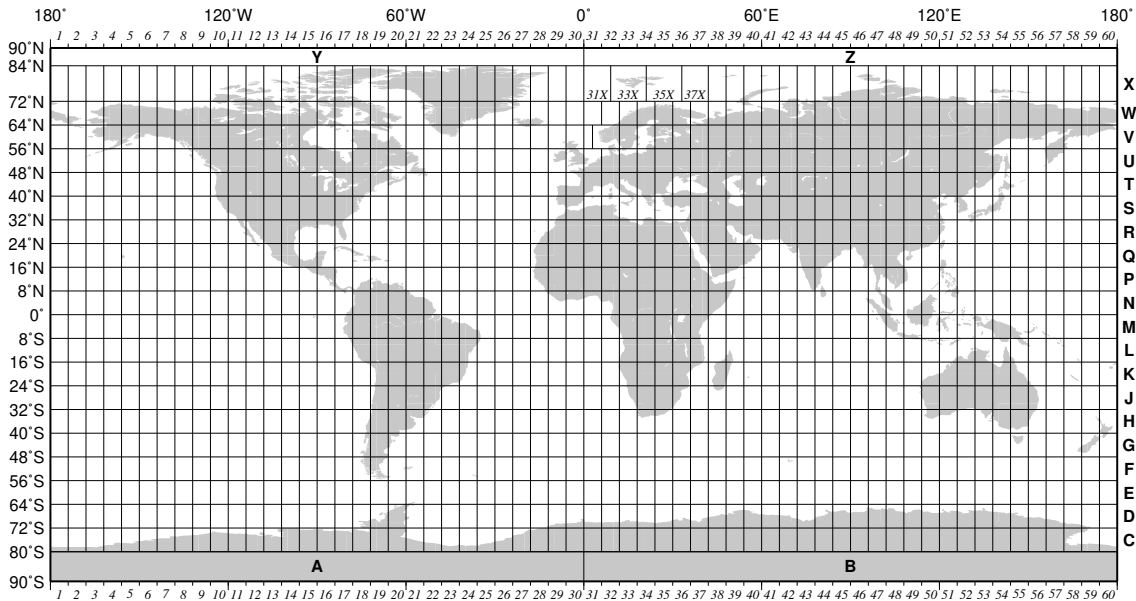 180˚ 120˚W 60˚W 0˚ 60˚E 120˚E 180˚
1 2 3 4 5 6 7 8 9 10 11 12 13 14 15 16 17 18 19 20 21 22 23 24 25 26 27 28 29 30 31 32 33 34 35 36 37 38 39 40 41 42 43 44 45 46 47 48 49 50 51 52 53 54 55 56 57 58 59 60
90˚N
Y Z
84˚N
X
31X 33X 35X 37X
72˚N
W
64˚N
V
56˚N
U
48˚N
T
40˚N
S
32˚N
R
24˚N
Q
16˚N
P
8˚N
N
0˚
M
8˚S
L
16˚S
K
24˚S
J
32˚S
H
40˚S
G
48˚S
F
56˚S
E
64˚S
D
72˚S
C
80˚S
A B
90˚S
1 2 3 4 5 6 7 8 9 10 11 12 13 14 15 16 17 18 19 20 21 22 23 24 25 26 27 28 29 30 31 32 33 34 35 36 37 38 39 40 41 42 43 44 45 46 47 48 49 50 51 52 53 54 55 56 57 58 59 60